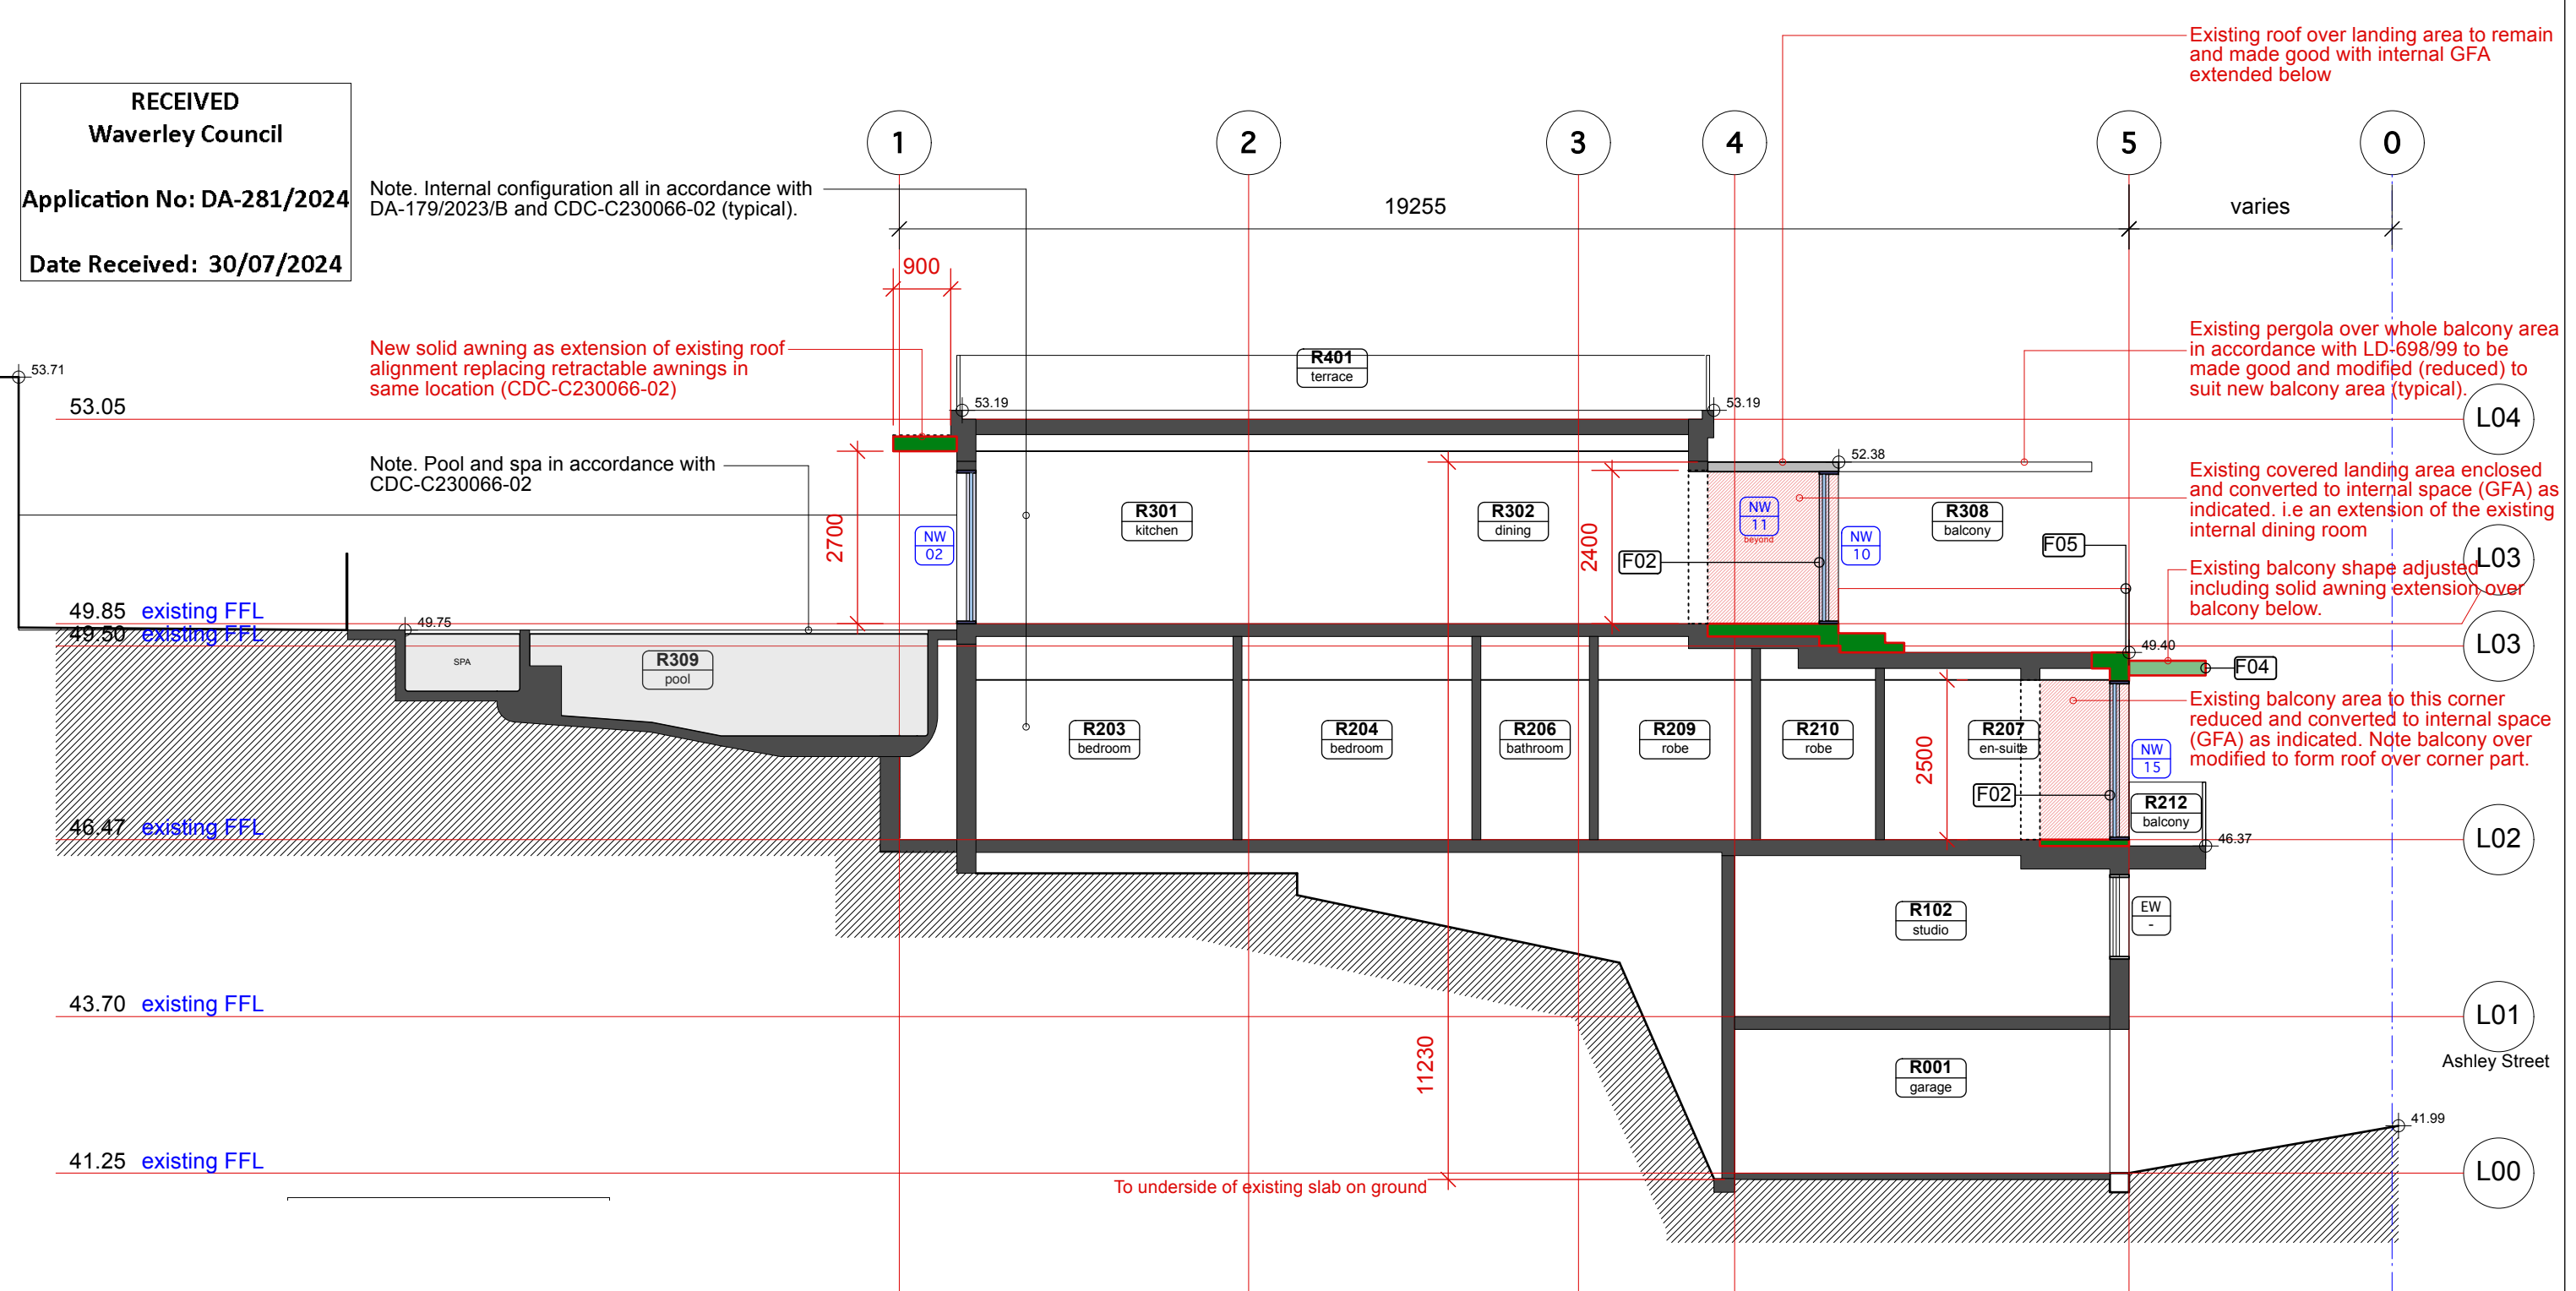 Existing roof over landing area to remain
and made good with internal GFA
extended below
RECEIVED
Waverley Council
Application No: DA-281/2024
Date Received: 30/07/2024
Note. Internal configuration all in accordance with
DA-179/2023/B and CDC-C230066-02 (typical).
1
2
3
4
5
0
19255
varies
900
New solid awning as extension of existing roof
alignment replacing retractable awnings in
same location (CDC-C230066-02)
Existing pergola over whole balcony area
in accordance with LD-698/99 to be
made good and modified (reduced) to
suit new balcony area (typical).
53.71
R401
terrace
53.05
53.19
53.19
L04
Note. Pool and spa in accordance with
CDC-C230066-02
52.38
Existing covered landing area enclosed
and converted to internal space (GFA) as
indicated. i.e an extension of the existing
internal dining room
2700
NW
02
R301
kitchen
R302
dining
2400
F02
NW
11
beyond
NW
10
R308
balcony
F05
L03
Existing balcony shape adjusted
including solid awning extension over
balcony below.
49.85 existing FFL
49.50 existing FFL
49.75
49.40
L03
SPA
R309
pool
F04
R203
bedroom
R204
bedroom
R206
bathroom
R209
robe
R210
robe
R207
en-suite
2500
F02
NW
15
R212
balcony
Existing balcony area to this corner
reduced and converted to internal space
(GFA) as indicated. Note balcony over
modified to form roof over corner part.
46.47 existing FFL
46.37
L02
R102
studio
EW
-
43.70 existing FFL
L01
Ashley Street
11230
R001
garage
41.99
41.25 existing FFL
To underside of existing slab on ground
L00